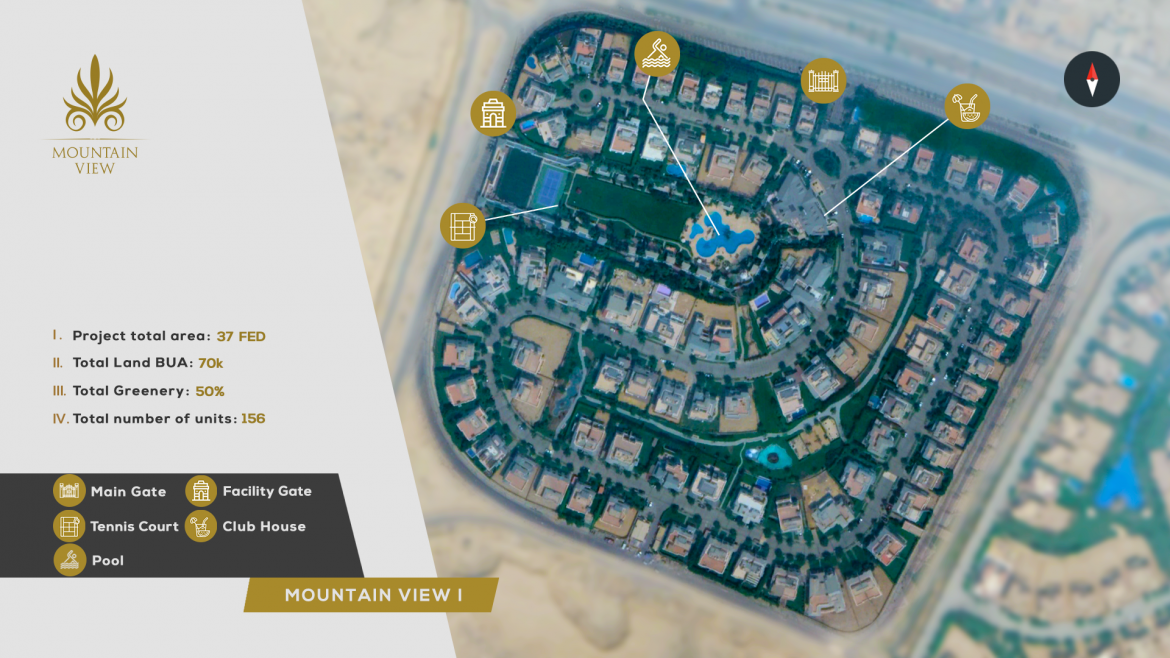 MOUNTAIN
VIEW
I. Project total area: 37 FED
II. Total Land BUA: 70k
III. Total Greenery: 50%
IV. Total number of units: 156
Main Gate Facility Gate
Tennis Court Club House
Pool
MOUNTAIN VIEW I